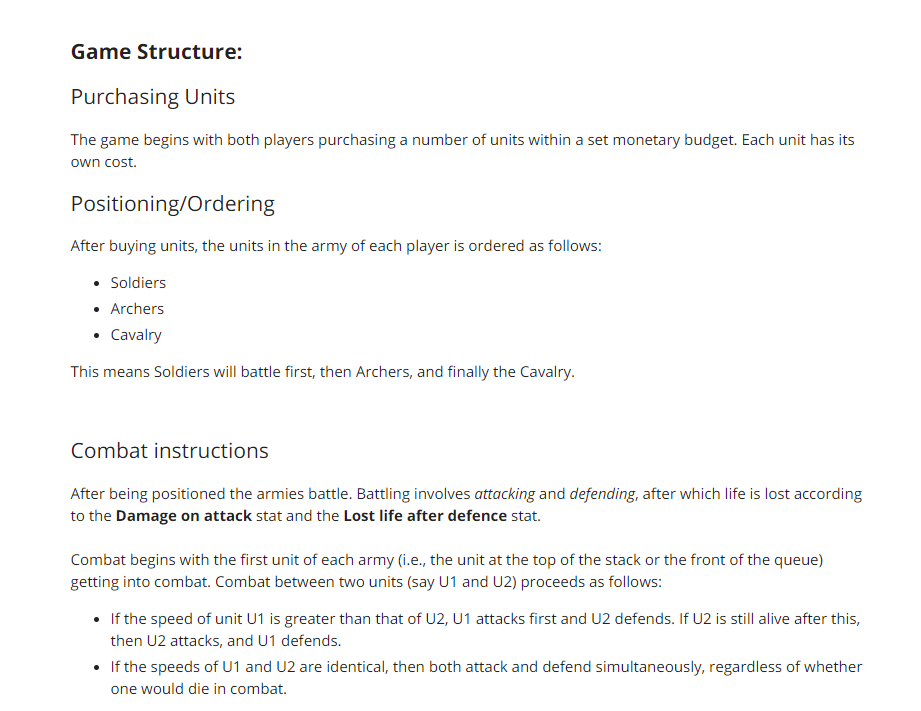 Game Structure:
Purchasing Units
The game begins with both players purchasing a number of units within a set monetary budget. Each unit has its
own cost.
Positioning/Ordering
After buying units, the units in the army of each player is ordered as follows:
• Soldiers
• Archers
• Cavalry
This means Soldiers will battle first, then Archers, and finally the Cavalry.
Combat instructions
After being positioned the armies battle. Battling involves attacking and defending, after which life is lost according
to the Damage on attack stat and the Lost life after defence stat.
Combat begins with the first unit of each army (i.e., the unit at the top of the stack or the front of the queue)
getting into combat. Combat between two units (say U1 and U2) proceeds as follows:
• If the speed of unit U1 is greater than that of U2, U1 attacks first and U2 defends. If U2 is still alive after this,
then U2 attacks, and U1 defends.
• If the speeds of U1 and U2 are identical, then both attack and defend simultaneously, regardless of whether
one would die in combat.